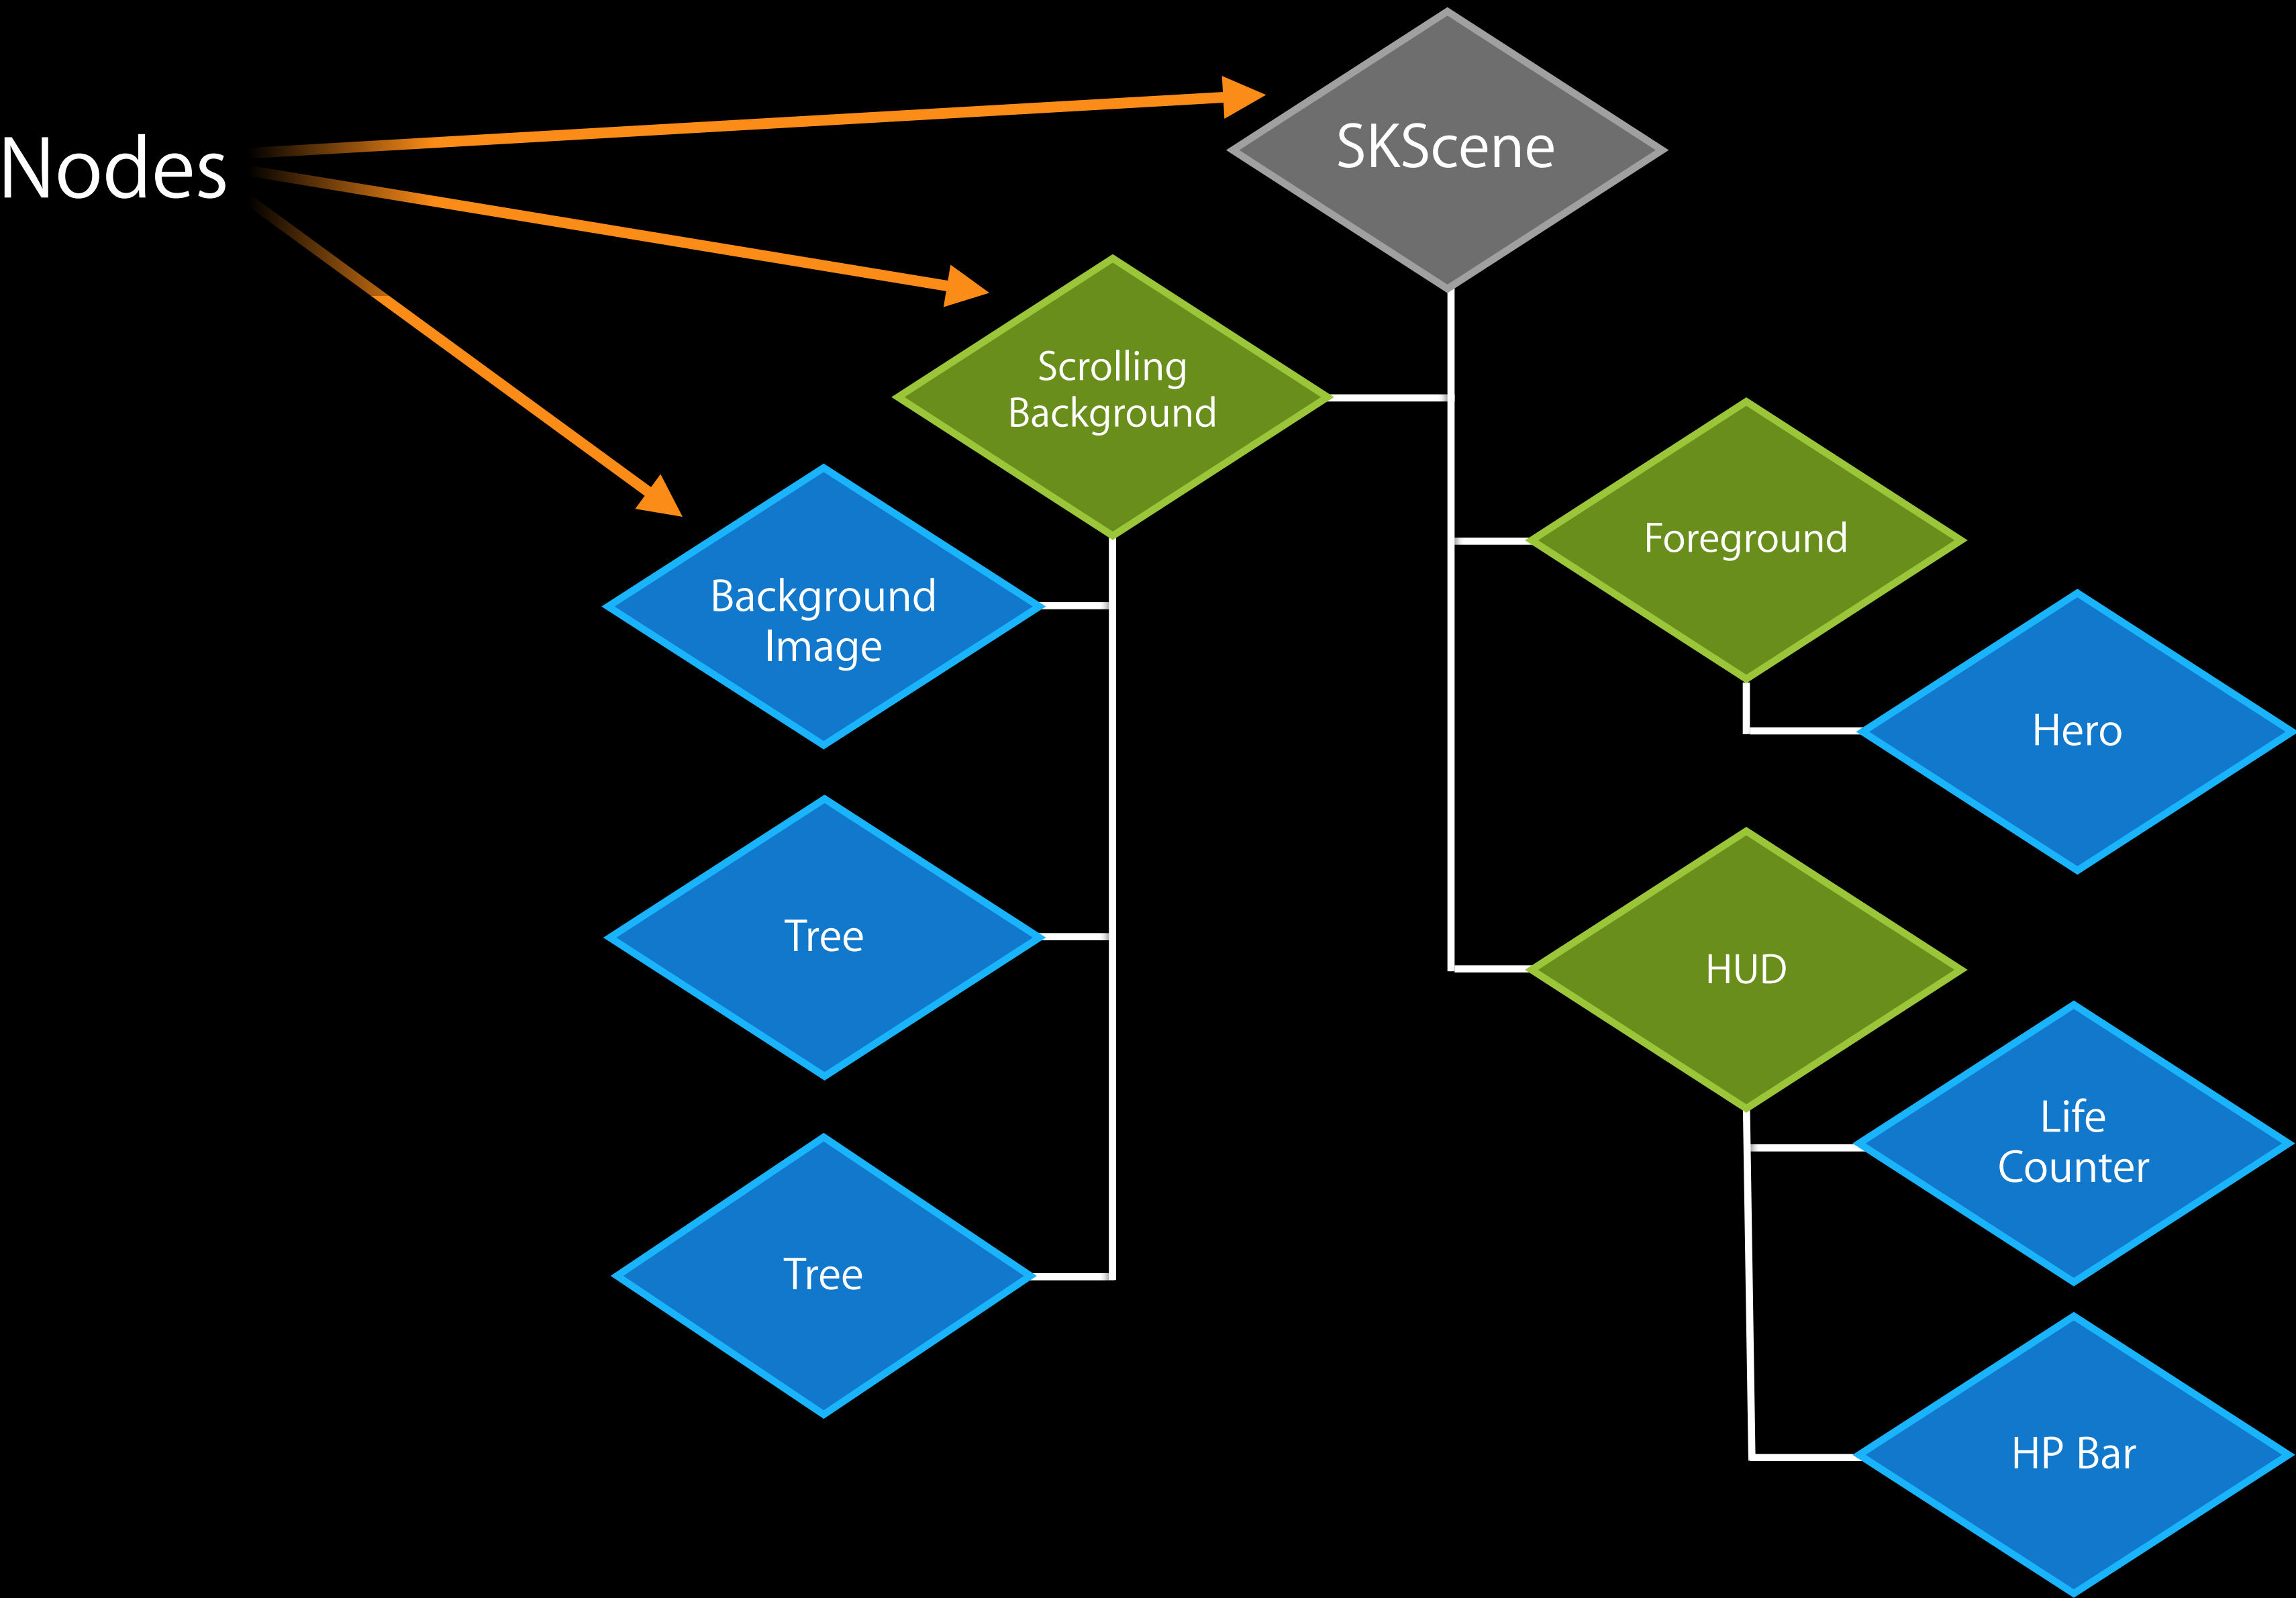 Nodes
SKScene
Scrolling
Background
Foreground
Background
Image
Hero
Tree
HUD
Life
Counter
Tree
HP Bar